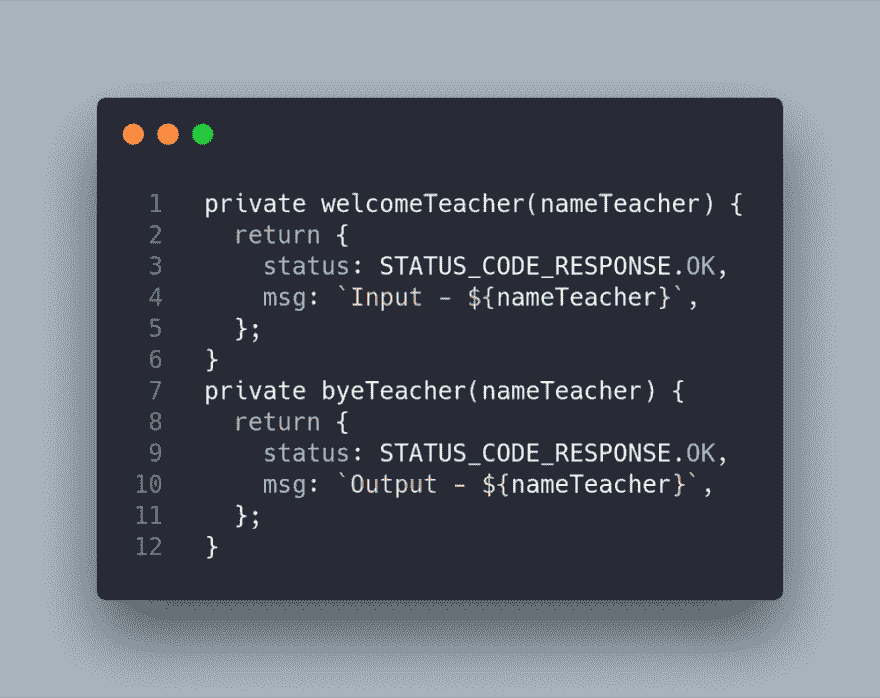 1 private welcomeTeacher(nameTeacher) {
2   return {
3     status: STATUS_CODE_RESPONSE.OK,
4     msg: `Input - ${nameTeacher}`,
5   };
6 }
7 private byeTeacher(nameTeacher) {
8   return {
9     status: STATUS_CODE_RESPONSE.OK,
10     msg: `Output - ${nameTeacher}`,
11   };
12 }